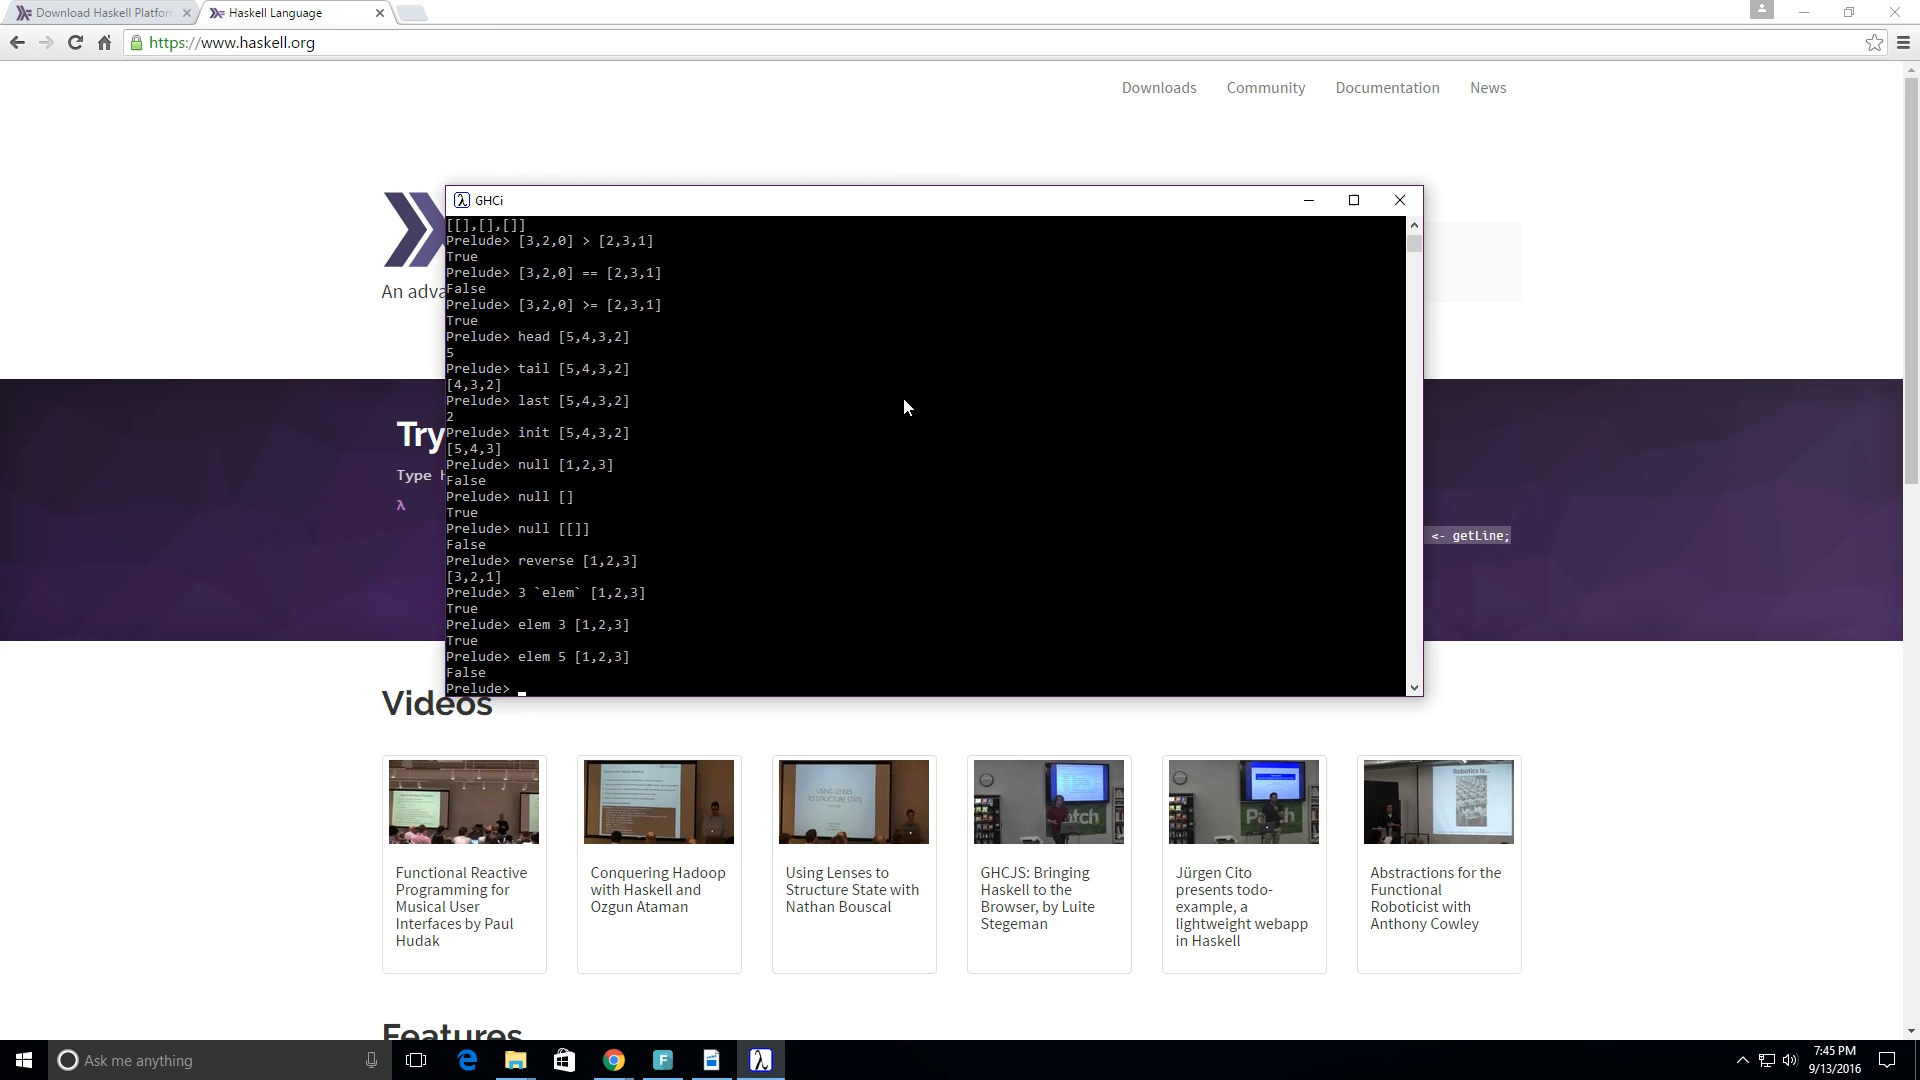 Download Haskell Platfor
Haskell Language
https://www.haskell.org
Downloads Community Documentation News
An adva
GHCi
[[],[],[]]
Prelude> [3,2,0] > [2,3,1]
True
Prelude> [3,2,0] == [2,3,1]
False
Prelude> [3,2,0] >= [2,3,1]
True
Prelude> head [5,4,3,2]
5
Prelude> tail [5,4,3,2]
[4,3,2]
Prelude> last [5,4,3,2]
2
Prelude> init [5,4,3,2]
[5,4,3]
Prelude> null [1,2,3]
False
Prelude> null []
True
Prelude> null [[]]
False
Prelude> reverse [1,2,3]
[3,2,1]
Prelude> 3 `elem` [1,2,3]
True
Prelude> elem 3 [1,2,3]
True
Prelude> elem 5 [1,2,3]
False
Prelude>
Try
Type
λ
<- getLine;
Videos
Functional Reactive
Programming for
Musical User
Interfaces by Paul
Hudak
Conquering Hadoop
with Haskell and
Ozgun Ataman
USING LENSES
TO STRUCTURE STATE
Using Lenses to
Structure State with
Nathan Bouscal
GHCJS: Bringing
Haskell to the
Browser, by Luite
Stegeman
Jürgen Cito
presents todo-
example, a
lightweight webapp
in Haskell
Robotics Is...
Abstractions for the
Functional
Roboticist with
Anthony Cowley
Features
Ask me anything
7:45 PM
9/13/2016